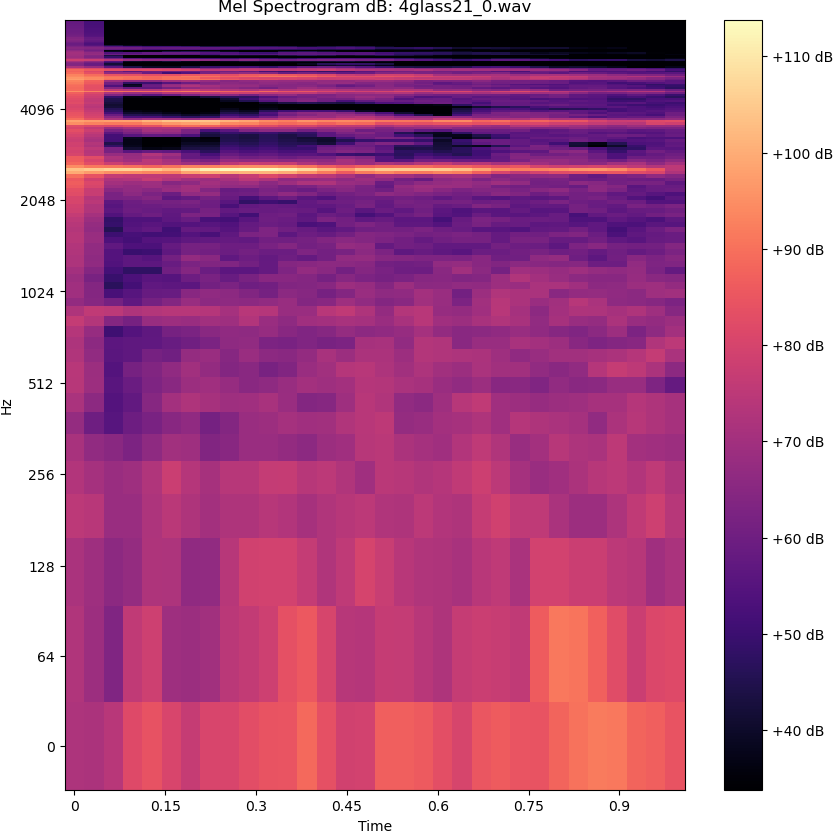 Mel Spectrogram dB: 4glass21_0.wav
+110 dB
4096
+100 dB
2048
+90 dB
1024
+80 dB
512
Hz
+70 dB
256
+60 dB
128
64
+50 dB
0
+40 dB
0 0.15 0.3 0.45 0.6 0.75 0.9
Time